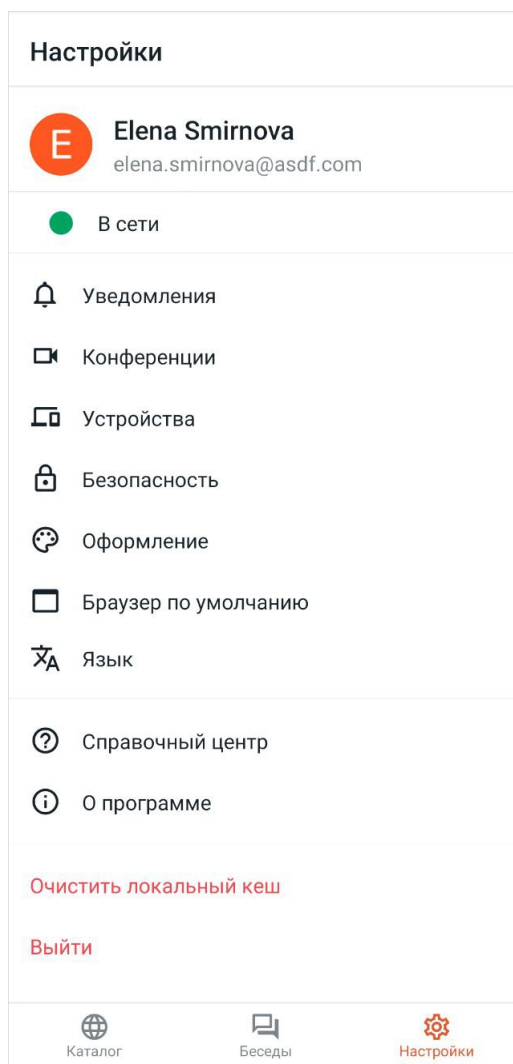 Настройки
E
Elena Smirnova
elena.smirnova@asdf.com
В сети
Уведомления
Конференции
Устройства
Безопасность
Оформление
Браузер по умолчанию
Язык
Справочный центр
О программе
Очистить локальный кеш
Выйти
Каталог Беседы Настройки